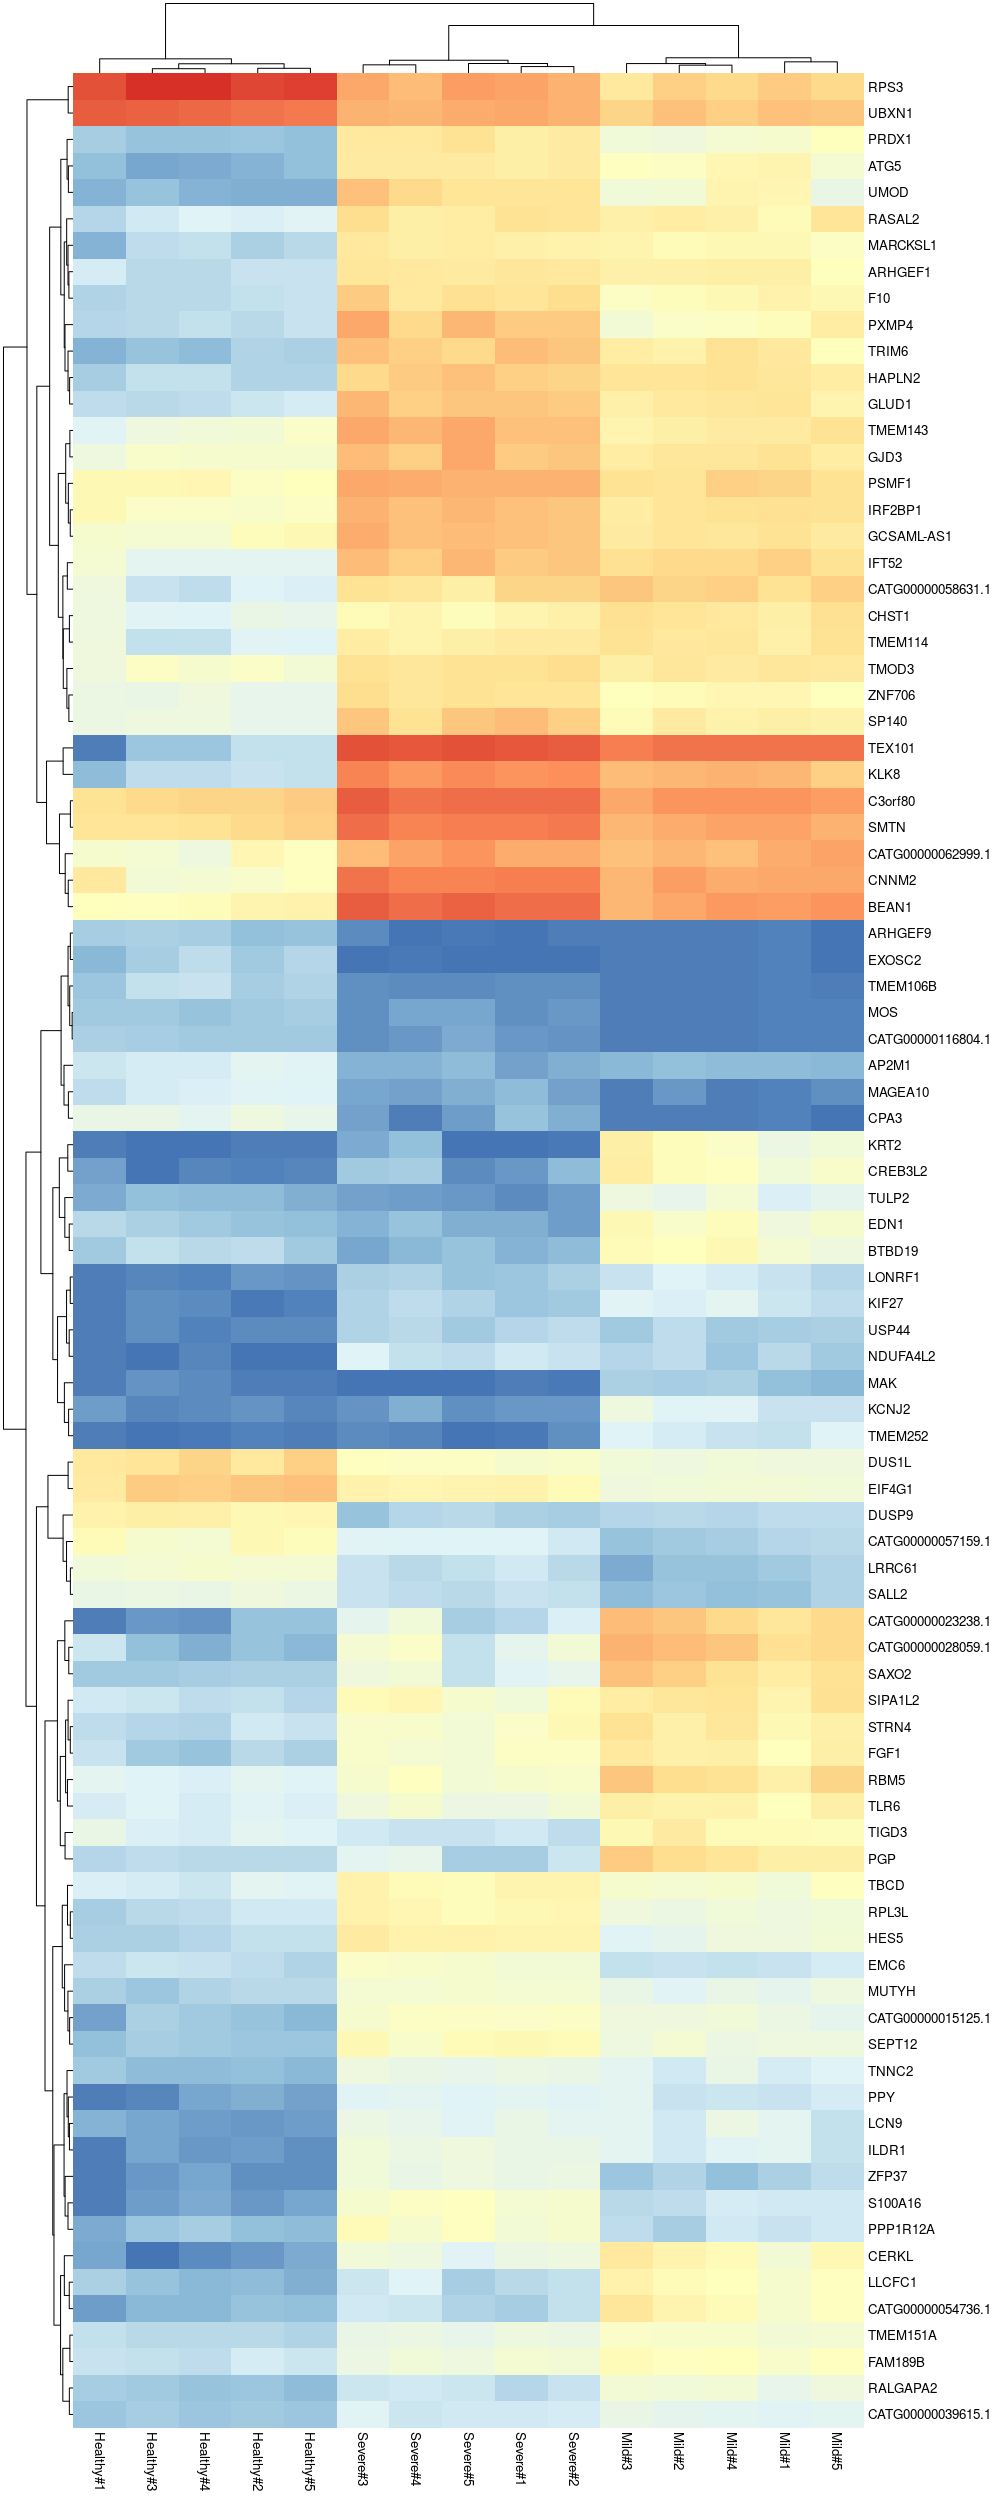 RPS3
UBXN1
PRDX1
ATG5
UMOD
RASAL2
MARCKSL1
ARHGEF1
F10
PXMP4
TRIM6
HAPLN2
GLUD1
TMEM143
GJD3
PSMF1
IRF2BP1
GCSAML-AS1
IFT52
CATG00000058631.1
CHST1
TMEM114
TMOD3
ZNF706
SP140
TEX101
KLK8
C3orf80
SMTN
CATG00000062999.1
CNNM2
BEAN1
ARHGEF9
EXOSC2
TMEM106B
MOS
CATG00000116804.1
AP2M1
MAGEA10
CPA3
KRT2
CREB3L2
TULP2
EDN1
BTBD19
LONRF1
KIF27
USP44
NDUFA4L2
MAK
KCNJ2
TMEM252
DUS1L
EIF4G1
DUSP9
CATG00000057159.1
LRRC61
SALL2
CATG00000023238.1
CATG00000028059.1
SAXO2
SIPA1L2
STRN4
FGF1
RBM5
TLR6
TIGD3
PGP
TBCD
RPL3L
HES5
EMC6
MUTYH
CATG00000015125.1
SEPT12
TNNC2
PPY
LCN9
ILDR1
ZFP37
S100A16
PPP1R12A
CERKL
LLCFC1
CATG00000054736.1
TMEM151A
FAM189B
RALGAPA2
CATG00000039615.1
Healthy#1
Healthy#3
Healthy#4
Healthy#2
Healthy#5
Severe#3
Severe#4
Severe#5
Severe#1
Severe#2
Mild#3
Mild#2
Mild#4
Mild#1
Mild#5